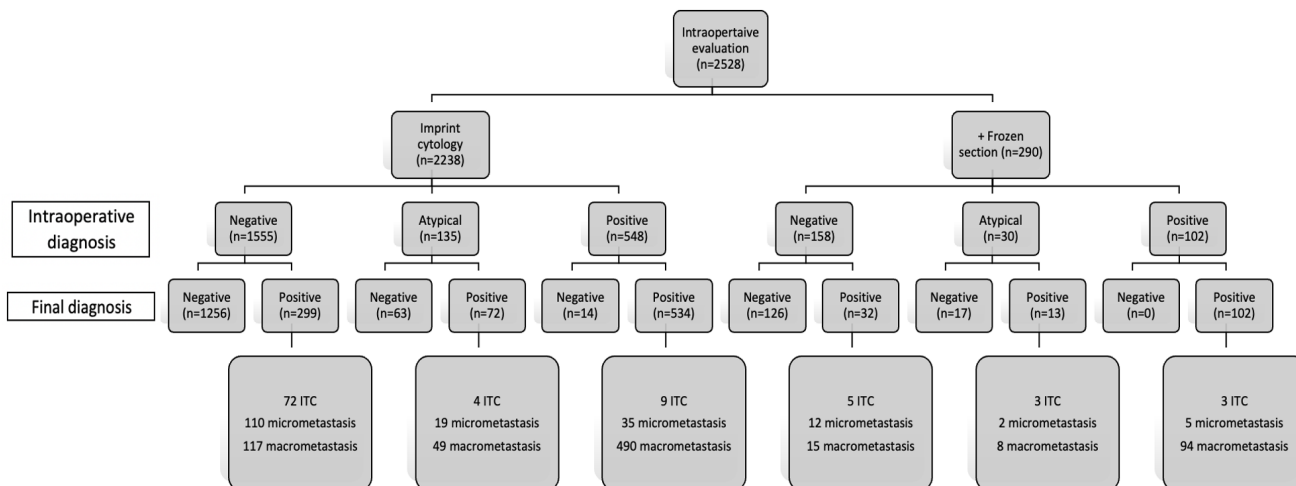 Intraopertaive
evaluation
(n=2528)
Imprint
cytology
(n=2238)
+ Frozen
section (n=290)
Intraoperative
diagnosis
Negative
(n=1555)
Atypical
(n=135)
Positive
(n=548)
Negative
(n=158)
Atypical
(n=30)
Positive
(n=102)
Final diagnosis
Negative
(n=1256)
Positive
(n=299)
Negative
(n=63)
Positive
(n=72)
Negative
(n=14)
Positive
(n=534)
Negative
(n=126)
Positive
(n=32)
Negative
(n=17)
Positive
(n=13)
Negative
(n=0)
Positive
(n=102)
72 ITC
110 micrometastasis
117 macrometastasis
4 ITC
19 micrometastasis
49 macrometastasis
9 ITC
35 micrometastasis
490 macrometastasis
5 ITC
12 micrometastasis
15 macrometastasis
3 ITC
2 micrometastasis
8 macrometastasis
3 ITC
5 micrometastasis
94 macrometastasis